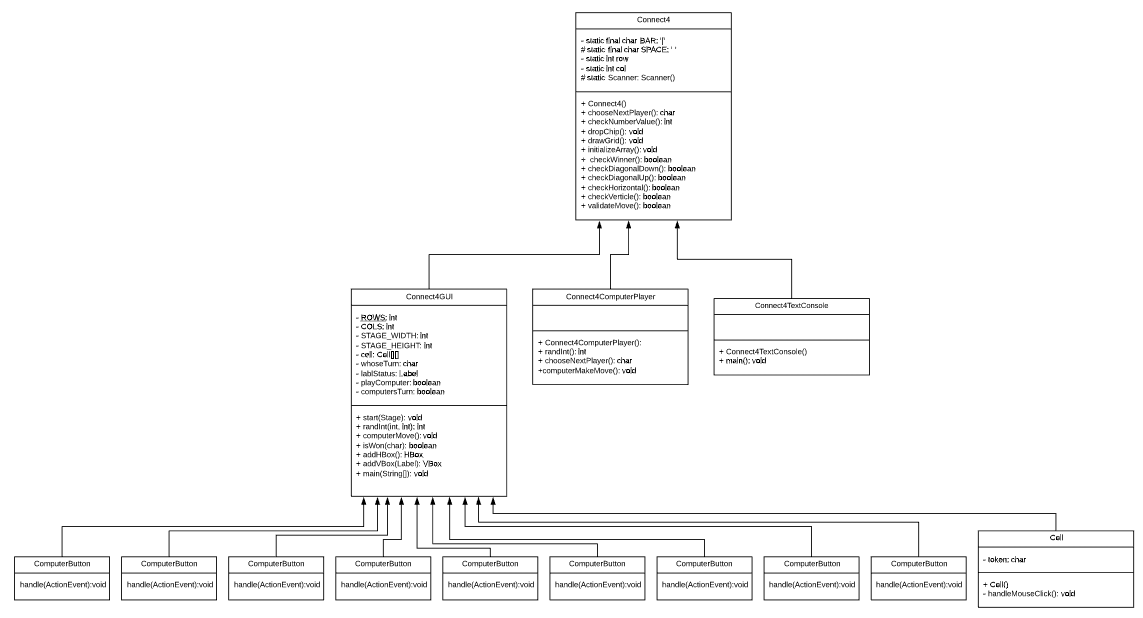 Connect4
- static final char BAR: '|'
# static final char SPACE: ' '
- static int row
- static int col
# static Scanner: Scanner()
+ Connect4()
+ chooseNextPlayer(): char
+ checkNumberValue(): int
+ dropChip(): void
+ drawGrid(): void
+ initializeArray(): void
+ checkWinner(): boolean
+ checkDiagonalDown(): boolean
+ checkDiagonalUp(): boolean
+ checkHorizontal(): boolean
+ checkVerticle(): boolean
+ validateMove(): boolean
Connect4GUI
- ROWS: int
- COLS: int
- STAGE_WIDTH: int
- STAGE_HEIGHT: int
- cell: Cell[][]
- whoseTurn: char
- lablStatus: Label
- playComputer: boolean
- computersTurn: boolean
+ start(Stage): void
+ randInt(int, int): int
+ computerMove(): void
+ isWon(char): boolean
+ addHBox(): HBox
+ addVBox(Label): VBox
+ main(String[]): void
Connect4ComputerPlayer
+ Connect4ComputerPlayer():
+ randInt(): int
+ chooseNextPlayer(): char
+computerMakeMove(): void
Connect4TextConsole
+ Connect4TextConsole()
+ main(): void
ComputerButton
handle(ActionEvent):void
ComputerButton
handle(ActionEvent):void
ComputerButton
handle(ActionEvent):void
ComputerButton
handle(ActionEvent):void
ComputerButton
handle(ActionEvent):void
ComputerButton
handle(ActionEvent):void
ComputerButton
handle(ActionEvent):void
ComputerButton
handle(ActionEvent):void
ComputerButton
handle(ActionEvent):void
Cell
- token: char
+ Cell()
- handleMouseClick(): void